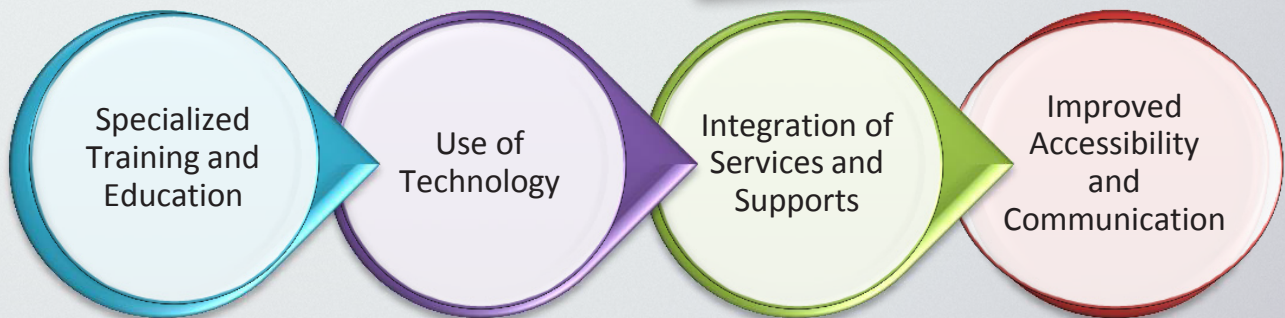 Specialized
Training and
Education
Use of
Technology
Integration of
Services and
Supports
Improved
Accessibility
and
Communication